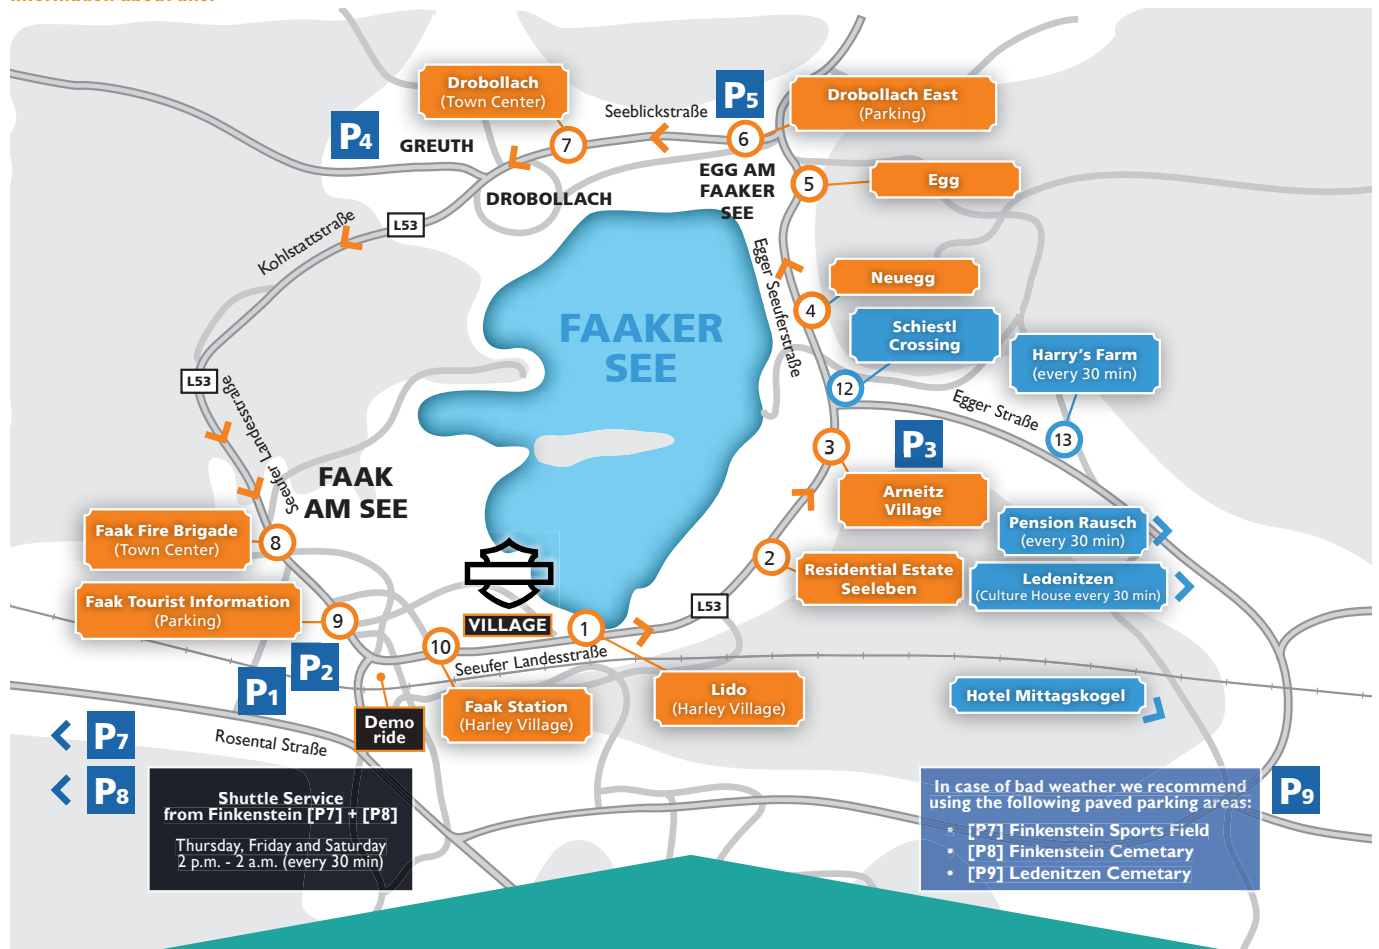 Drobollach
(Town Center)
P5
Drobollach East
(Parking)
Seeblickstraße
P4
GREUTH
7
6
EGG AM
FAAKER
SEE
5
Egg
DROBOLLACH
L53
Kohlstattstraße
Egger Seeuferstraße
Neuegg
4
FAAKER
SEE
Schiestl
Crossing
Harry's Farm
(every 30 min)
L53
12
Egger Straße
13
Seeufer Landesstraße
3
P3
FAAK
AM SEE
Arneitz
Village
Faak Fire Brigade
(Town Center)
8
Pension Rausch
(every 30 min)
2
Residential Estate
Seeleben
Ledenitzen
(Culture House every 30 min)
Faak Tourist Information
(Parking)
9
VILLAGE
1
L53
10
Seeufer Landesstraße
P2
P1
Lido
(Harley Village)
Hotel Mittagskogel
Faak Station
(Harley Village)
Demo
ride
P7
Rosental Straße
P8
P9
Shuttle Service
from Finkenstein [P7] + [P8]
Thursday, Friday and Saturday
2 p.m. - 2 a.m. (every 30 min)
In case of bad weather we recommend
using the following paved parking areas:
• [P7] Finkenstein Sports Field
• [P8] Finkenstein Cemetary
• [P9] Ledenitzen Cemetary